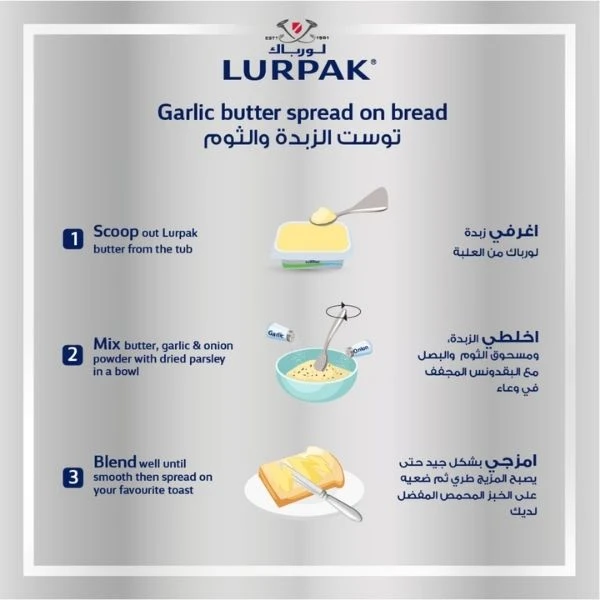 ESTD 1901
لورباك
LURPAK®
Garlic butter spread on bread
توست الزبدة والثوم
1
Scoop out Lurpak
butter from the tub
اغرفي زبدة
لورباك من العلبة
2
Mix butter, garlic & onion
powder with dried parsley
in a bowl
Garlic
Onion
اخلطي الزبدة،
ومسحوق الثوم والبصل
مع البقدونس المجفف
في وعاء
3
Blend well until
smooth then spread on
your favourite toast
امزجي بشكل جيد حتى
يصبح المزيج طري ثم ضعيه
على الخبز المحمص المفضل
لديك